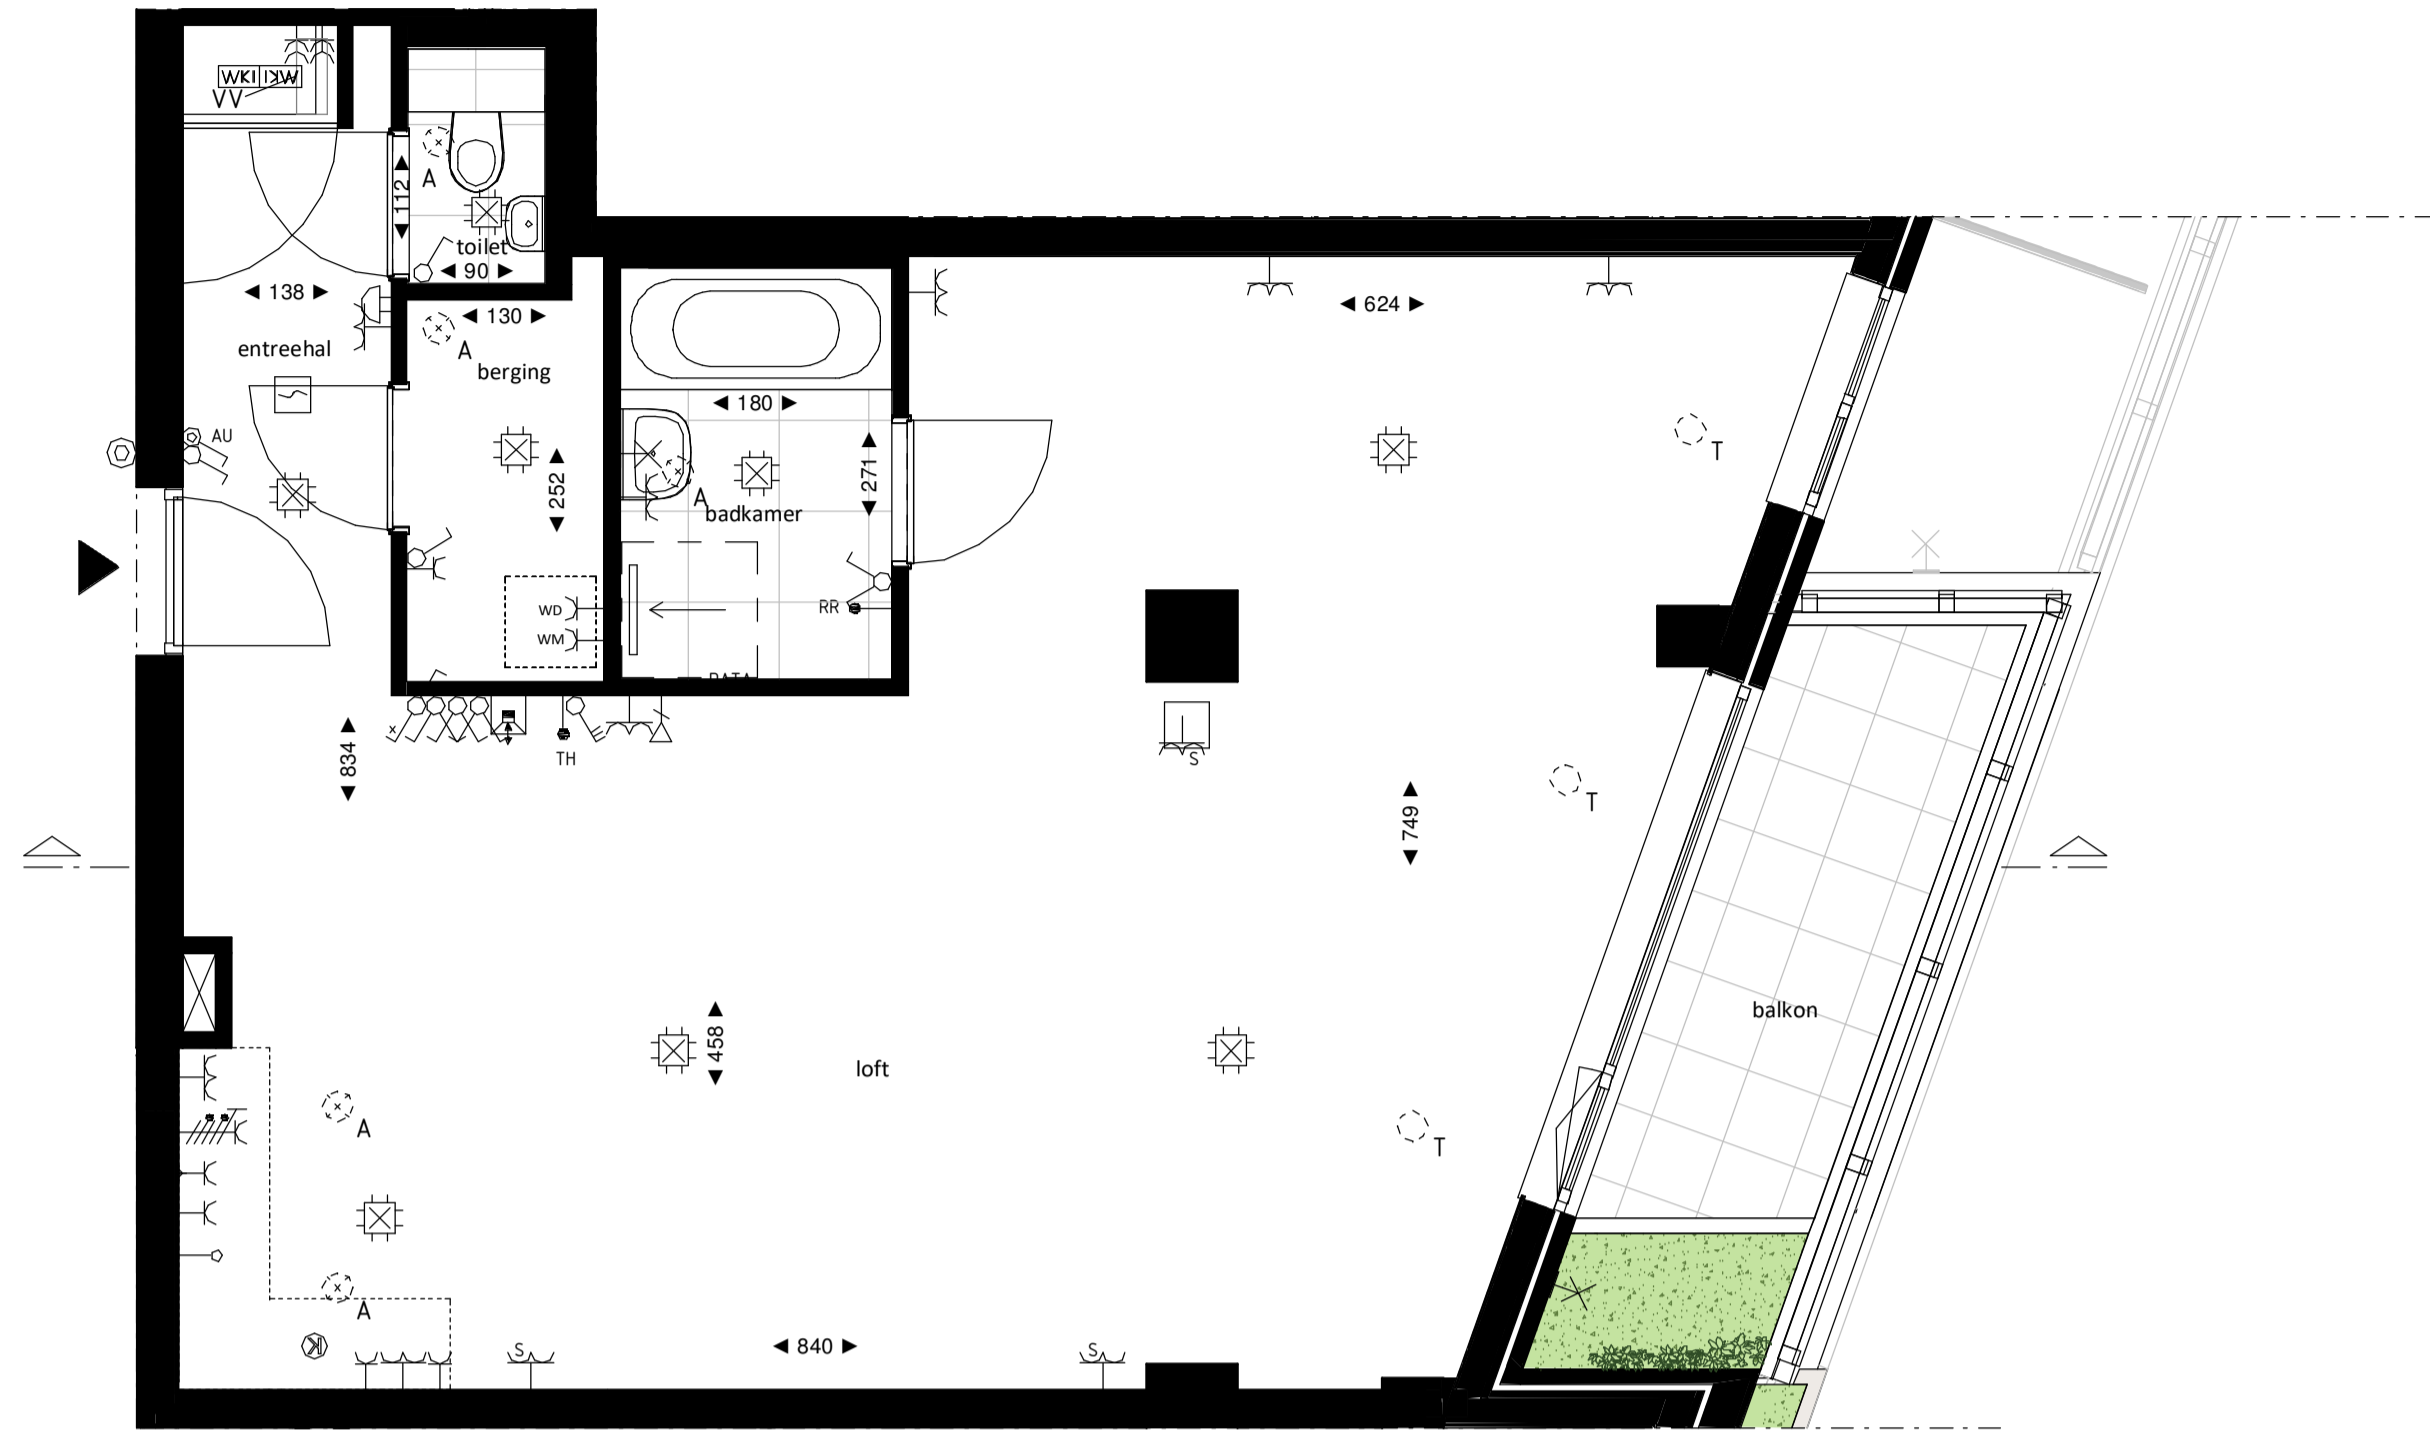 WKI
WKI
VV
A
112
toilet
90
138
130
624
entreehal
A
berging
180
T
AU
252
271
A
badkamer
WD
RR
WM
834
TH
S
T
749
balkon
458
loft
A
T
A
S
840
S